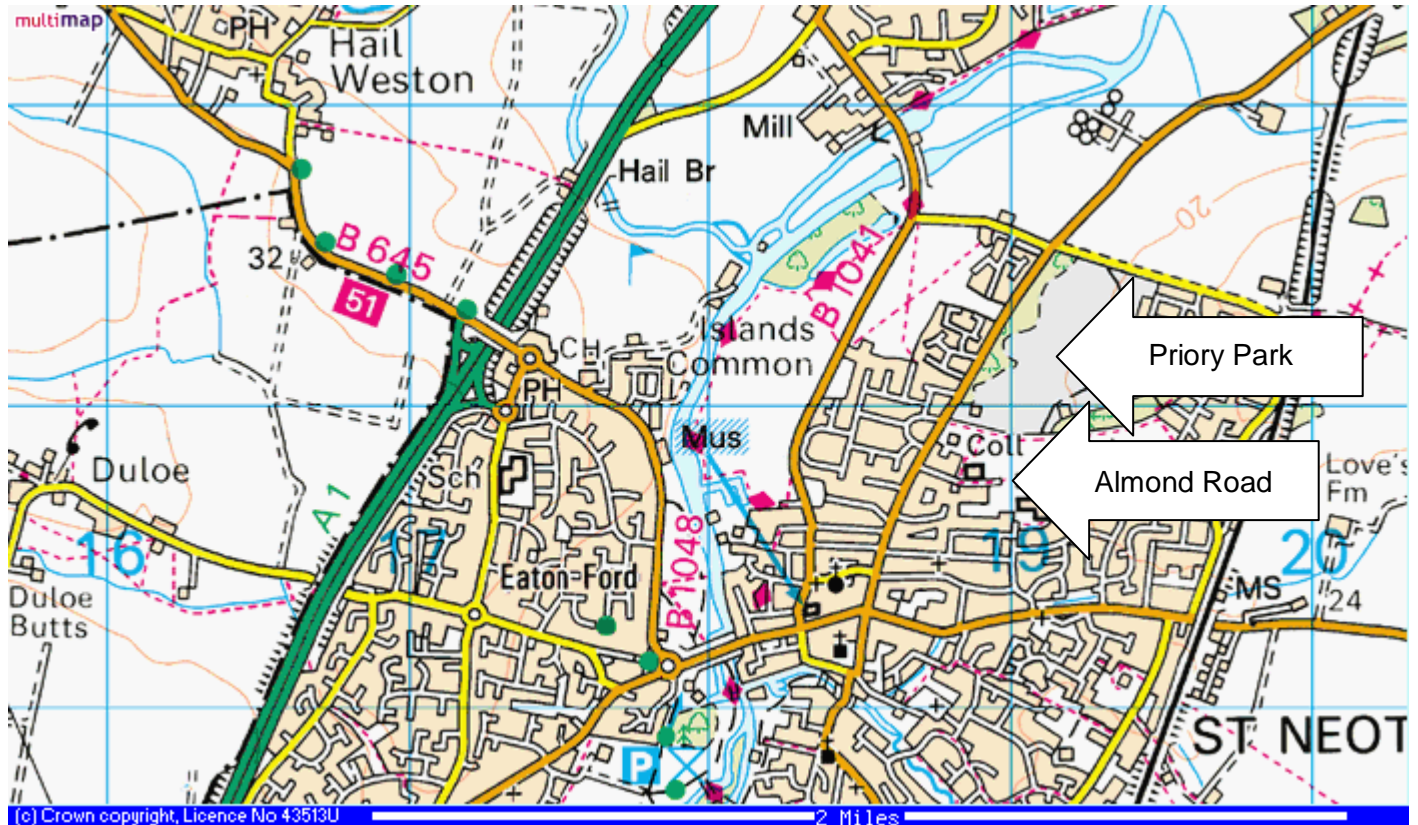 multimap
PH
Hail
Weston
Mill
Hail Br
B 645
32
51
B 1041
20
Islands
Common
CH
PH
Priory Park
Mus
Coll
Almond Road
Love's
Fm
Duloe
Sch
A 1
16
17
19
20
B 1048
Eaton-Ford
Duloe
Butts
MS
24
P
ST NEOT
(c) Crown copyright, Licence No 43513U
2 Miles